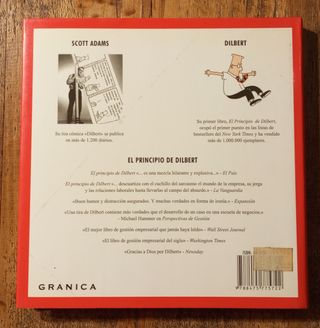 SCOTT ADAMS
DILBERT
Su tira cómica «Dilbert» se publica
en más de 1.200 diarios.
Su primer libro, El Principio de Dilbert,
ocupó el primer puesto en las listas de
bestsellers del New York Times y ha vendido
más de 1.000.000 ejemplares.
EL PRINCIPIO DE DILBERT
El principio de Dilbert «... es una mezcla hilarante y explosiva...» - El País
El principio de Dilbert «... descuartiza con el cuchillo del sarcasmo el mundo de la empresa, su jerga
y las relaciones laborales hasta llevarlas al campo del absurdo.» - La Vanguardia
«Buen humor y distracción asegurados. Y muchas verdades en forma de ironía.» - Expansión
«Una tira de Dilbert contiene más verdades que el desarrollo de un caso en una escuela de negocios.»
- Michael Hammer en Perspectivas de Gestión
«El mejor libro de gestión empresarial que jamás haya leído» - Wall Street Journal
«El libro de gestión empresarial del siglo» - Washington Times
«Gracias a Dios por Dilbert» - Newsday
ISBN:
GRANICA
9 788475 775722